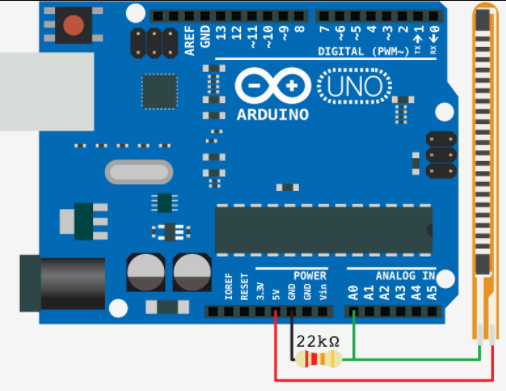 AREF
GND
13
12
~11
~10
~9
8
7
~6
~5
4
~3
2
TX→1
RX←0
DIGITAL (PWM~)
UNO
ARDUINO
POWER
ANALOG IN
IOREF
RESET
3.3V
5V
GND
GND
Vin
A0
A1
A2
A3
A4
A5
22kΩ